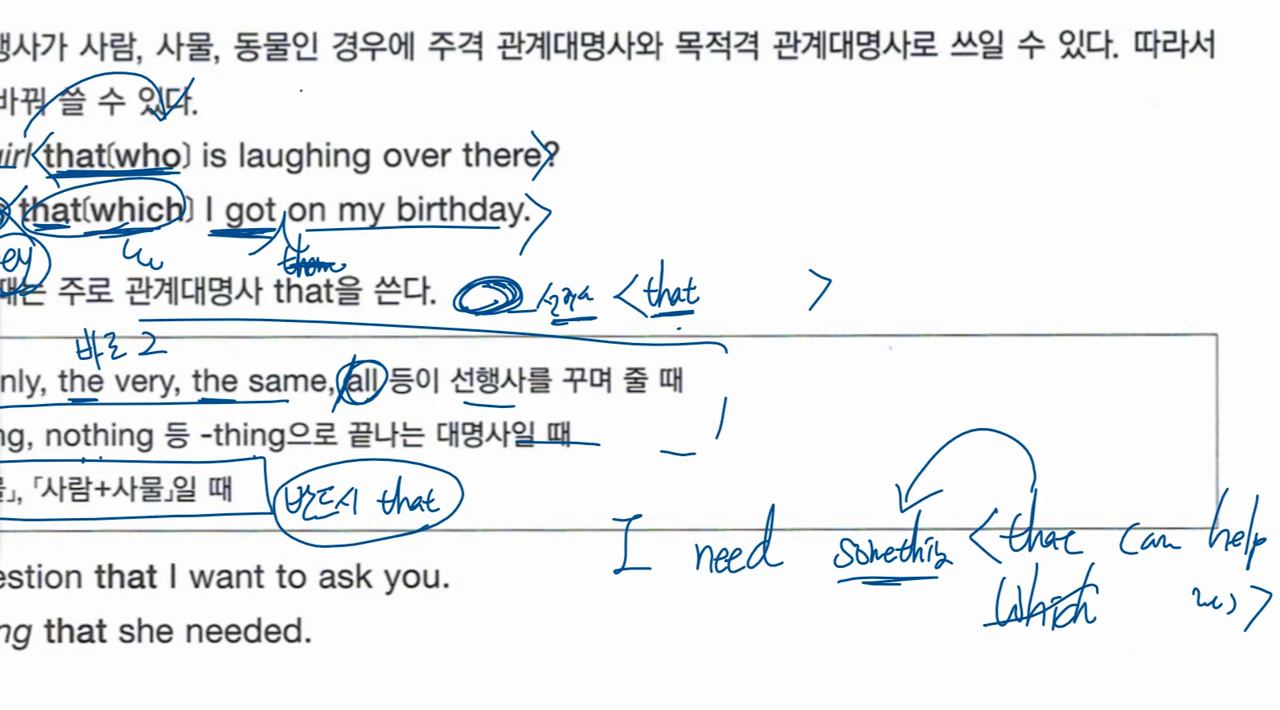 행사가 사람, 사물, 동물인 경우에 주격 관계대명사와 목적격 관계대명사로 쓰일 수 있다. 따라서
바꿔 쓸 수 있다.
irl <that(who) is laughing over there?>
that(which) I got on my birthday.>
ey them
때는 주로 관계대명사 that을 쓴다. 선행사 <that >
바로 그
nly, the very, the same, all 등이 선행사를 꾸며 줄 때
ng, nothing 등 -thing으로 끝나는 대명사일 때
물」, 「사람+사물」일 때 반드시 that
I need something <that can help us>
which
estion that I want to ask you.
ng that she needed.